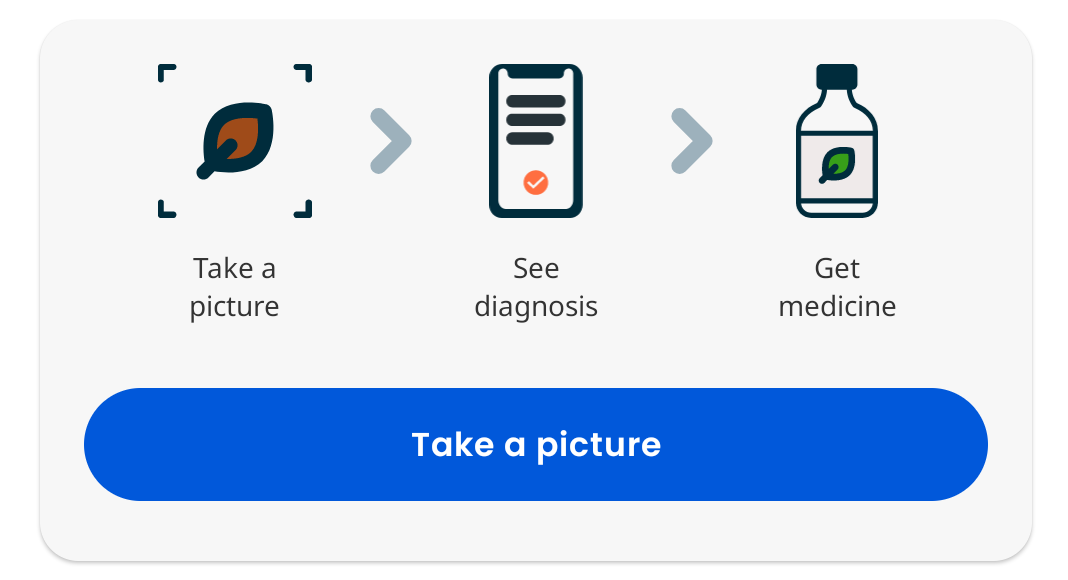 Take a
picture
See
diagnosis
Get
medicine
Take a picture